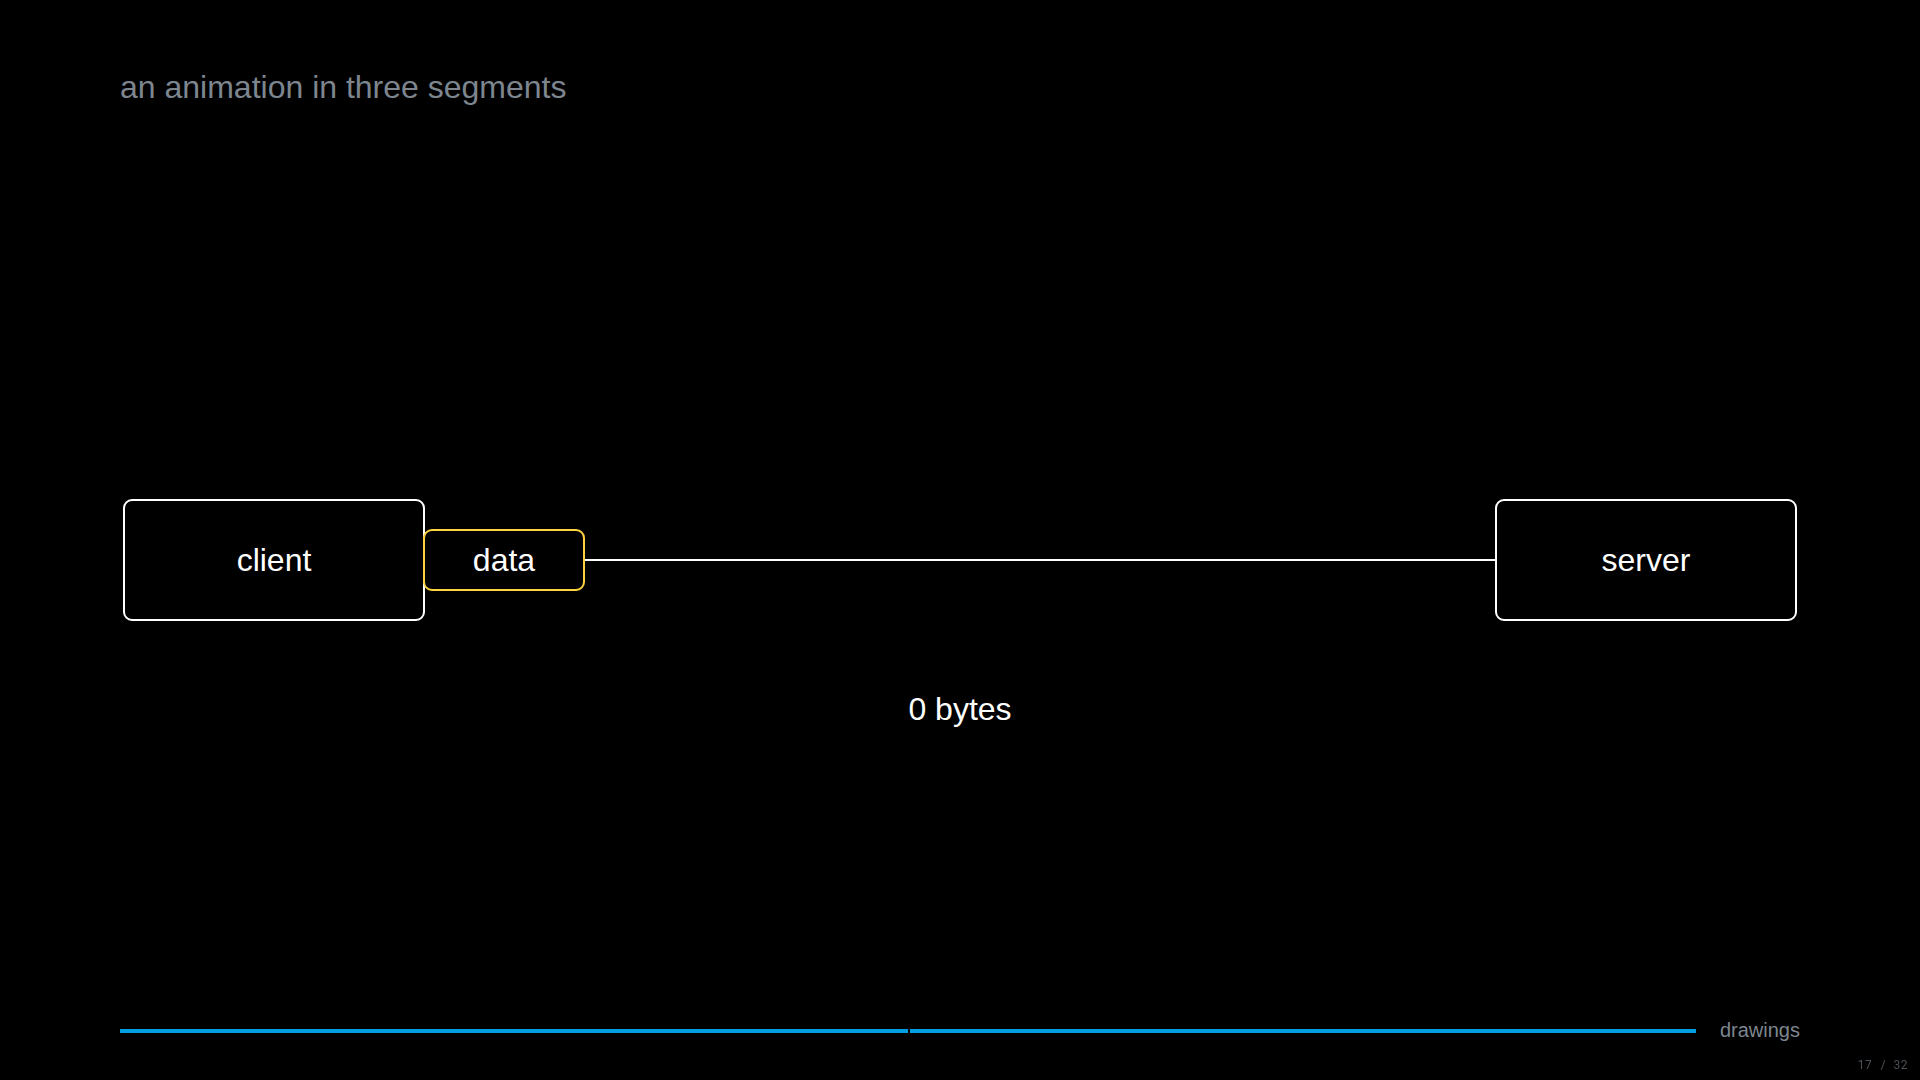 an animation in three segments
client
data
server
0 bytes
drawings
17 / 32